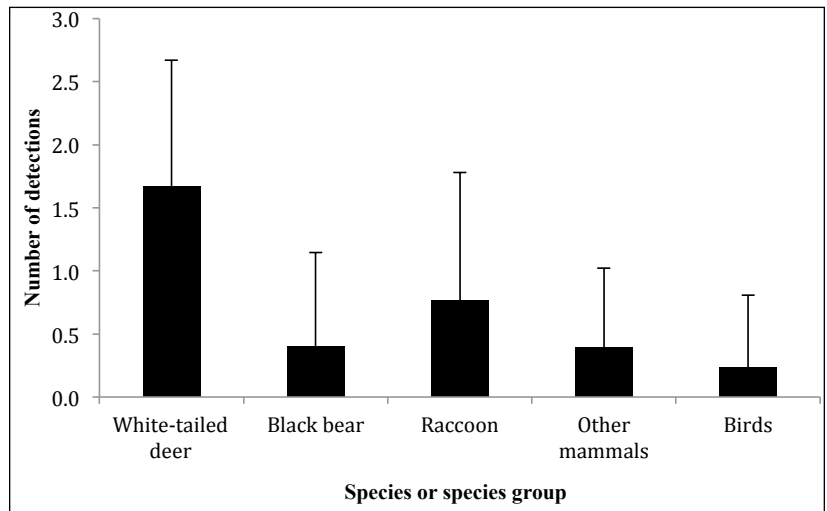 Number of detections
3.0
2.5
2.0
1.5
1.0
0.5
0.0
White-tailed deer
Black bear
Raccoon
Other mammals
Birds
Species or species group